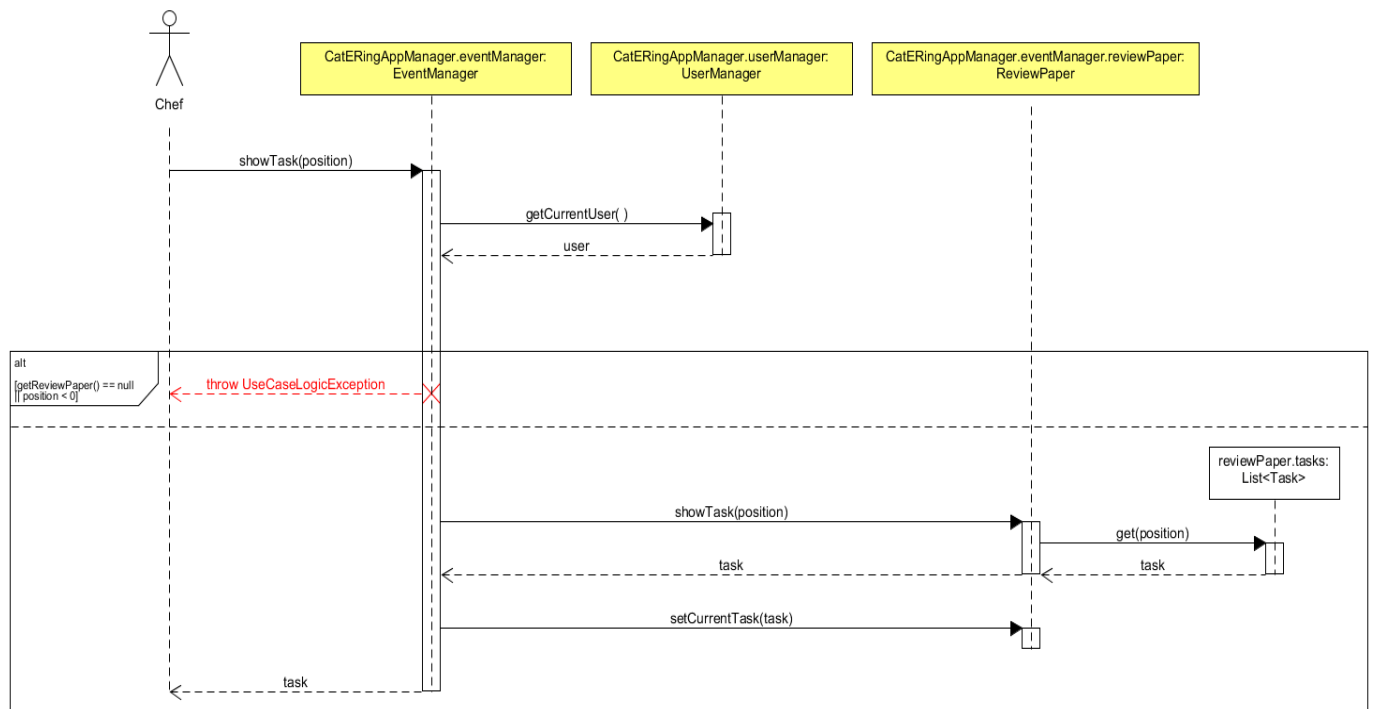 CatERingAppManager.eventManager:
EventManager
CatERingAppManager.userManager:
UserManager
CatERingAppManager.eventManager.reviewPaper:
ReviewPaper
Chef
showTask(position)
getCurrentUser( )
user
alt
[getReviewPaper() == null
|| position < 0]
throw UseCaseLogicException
reviewPaper.tasks:
List<Task>
showTask(position)
get(position)
task
task
setCurrentTask(task)
task